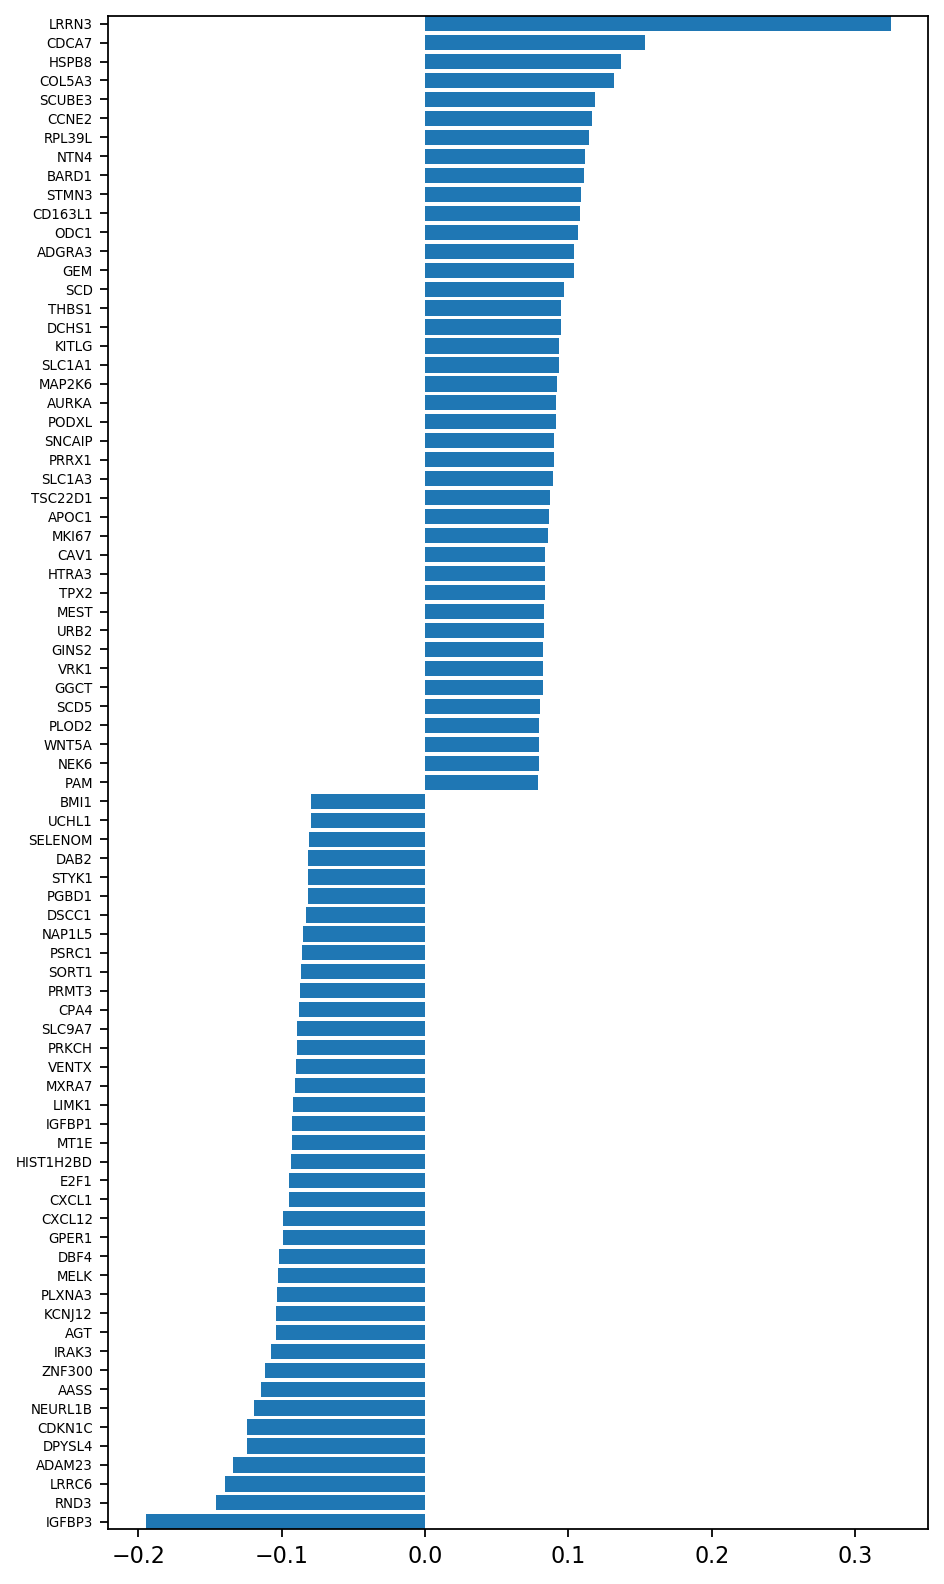 LRRN3
CDCA7
HSPB8
COL5A3
SCUBE3
CCNE2
RPL39L
NTN4
BARD1
STMN3
CD163L1
ODC1
ADGRA3
GEM
SCD
THBS1
DCHS1
KITLG
SLC1A1
MAP2K6
AURKA
PODXL
SNCAIP
PRRX1
SLC1A3
TSC22D1
APOC1
MKI67
CAV1
HTRA3
TPX2
MEST
URB2
GINS2
VRK1
GGCT
SCD5
PLOD2
WNT5A
NEK6
PAM
BMI1
UCHL1
SELENOM
DAB2
STYK1
PGBD1
DSCC1
NAP1L5
PSRC1
SORT1
PRMT3
CPA4
SLC9A7
PRKCH
VENTX
MXRA7
LIMK1
IGFBP1
MT1E
HIST1H2BD
E2F1
CXCL1
CXCL12
GPER1
DBF4
MELK
PLXNA3
KCNJ12
AGT
IRAK3
ZNF300
AASS
NEURL1B
CDKN1C
DPYSL4
ADAM23
LRRC6
RND3
IGFBP3
−0.2 −0.1 0.0 0.1 0.2 0.3